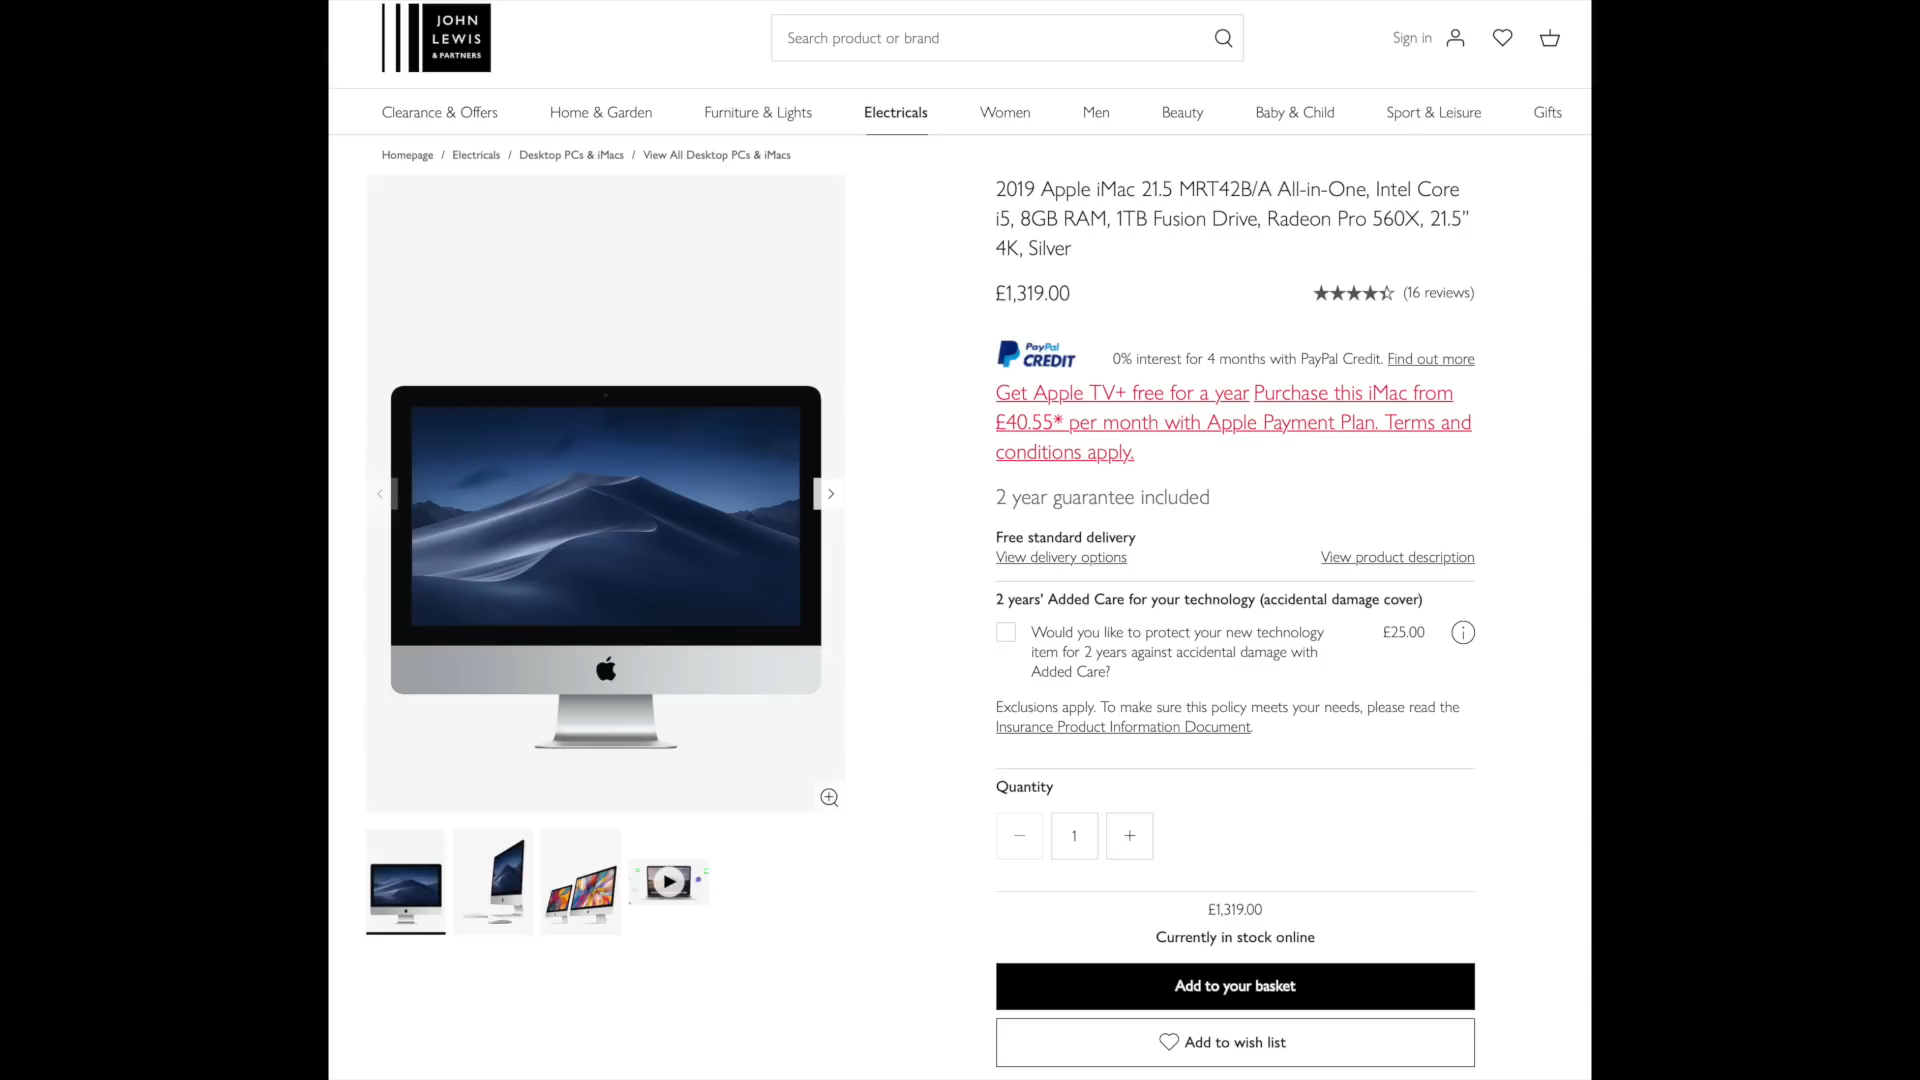 JOHN
LEWIS
& PARTNERS
Search product or brand
Sign in
Clearance & Offers
Home & Garden
Furniture & Lights
Electricals
Women
Men
Beauty
Baby & Child
Sport & Leisure
Gifts
Homepage / Electricals / Desktop PCs & iMacs / View All Desktop PCs & iMacs
2019 Apple iMac 21.5 MRT42B/A All-in-One, Intel Core
i5, 8GB RAM, 1TB Fusion Drive, Radeon Pro 560X, 21.5”
4K, Silver
£1,319.00
(16 reviews)
PayPal
CREDIT
0% interest for 4 months with PayPal Credit. Find out more
Get Apple TV+ free for a year Purchase this iMac from
£40.55* per month with Apple Payment Plan. Terms and
conditions apply.
2 year guarantee included
Free standard delivery
View delivery options
View product description
2 years' Added Care for your technology (accidental damage cover)
Would you like to protect your new technology
item for 2 years against accidental damage with
Added Care?
£25.00
Exclusions apply. To make sure this policy meets your needs, please read the
Insurance Product Information Document.
Quantity
1
£1,319.00
Currently in stock online
Add to your basket
Add to wish list